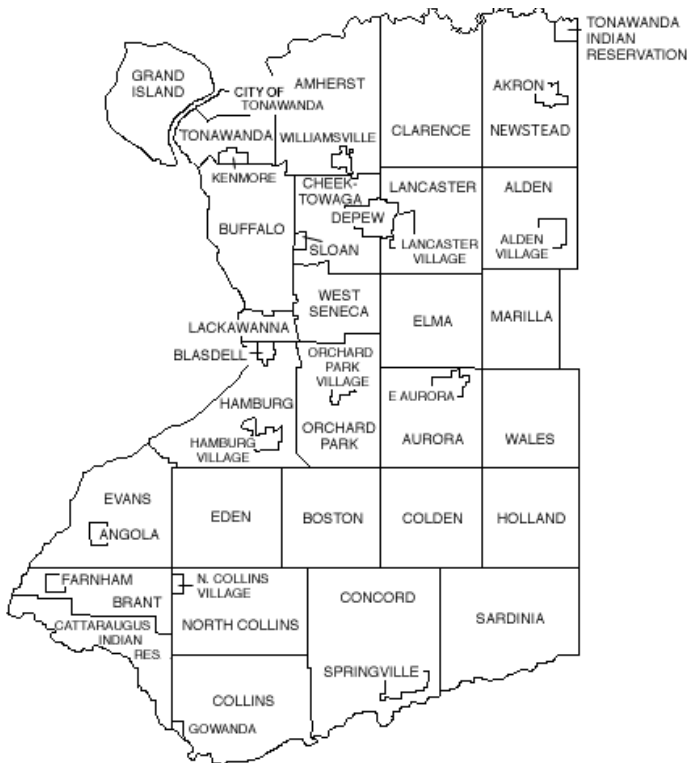 TONAWANDA
INDIAN
RESERVATION
GRAND
ISLAND
CITY OF
TONAWANDA
AMHERST
AKRON
TONAWANDA
WILLIAMSVILLE
CLARENCE
NEWSTEAD
KENMORE
CHEEK-
TOWAGA
LANCASTER
ALDEN
DEPEW
BUFFALO
SLOAN
LANCASTER
VILLAGE
ALDEN
VILLAGE
WEST
SENECA
ELMA
MARILLA
LACKAWANNA
BLASDELL
ORCHARD
PARK
VILLAGE
HAMBURG
E AURORA
HAMBURG
VILLAGE
ORCHARD
PARK
AURORA
WALES
EVANS
ANGOLA
EDEN
BOSTON
COLDEN
HOLLAND
FARNHAM
N. COLLINS
VILLAGE
BRANT
CONCORD
CATTARAUGUS
INDIAN
RES.
NORTH COLLINS
SARDINIA
SPRINGVILLE
COLLINS
GOWANDA